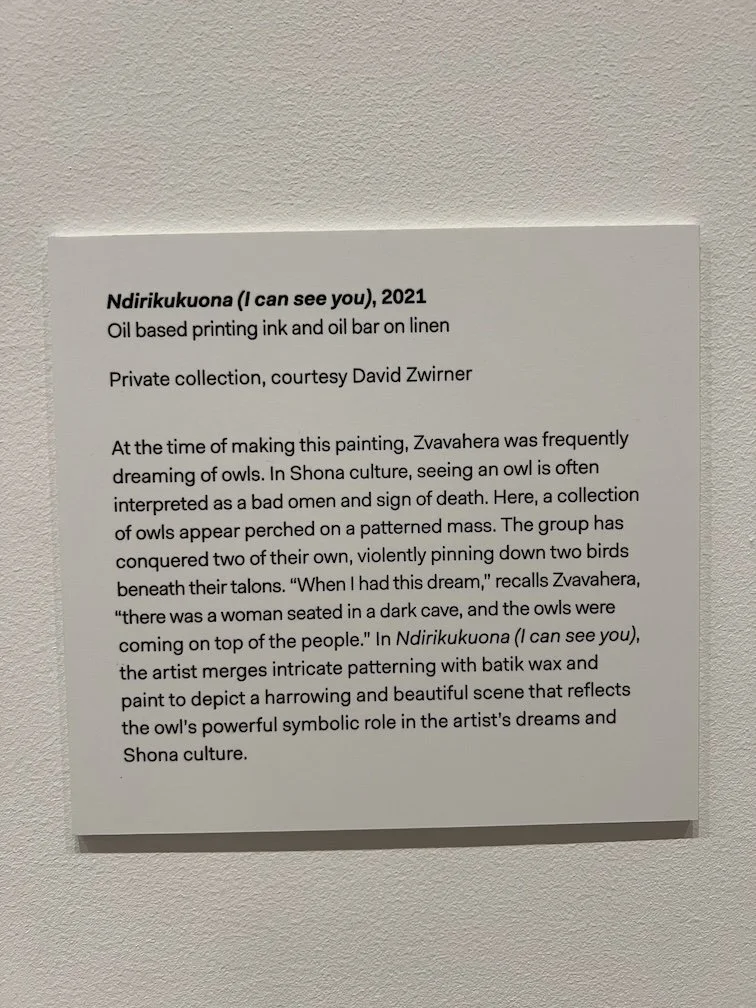 Ndirikukuona (I can see you), 2021
Oil based printing ink and oil bar on linen
Private collection, courtesy David Zwirner
At the time of making this painting, Zvavahera was frequently
dreaming of owls. In Shona culture, seeing an owl is often
interpreted as a bad omen and sign of death. Here, a collection
of owls appear perched on a patterned mass. The group has
conquered two of their own, violently pinning down two birds
beneath their talons. “When I had this dream,” recalls Zvavahera,
“there was a woman seated in a dark cave, and the owls were
coming on top of the people.” In Ndirikukuona (I can see you),
the artist merges intricate patterning with batik wax and
paint to depict a harrowing and beautiful scene that reflects
the owl's powerful symbolic role in the artist's dreams and
Shona culture.